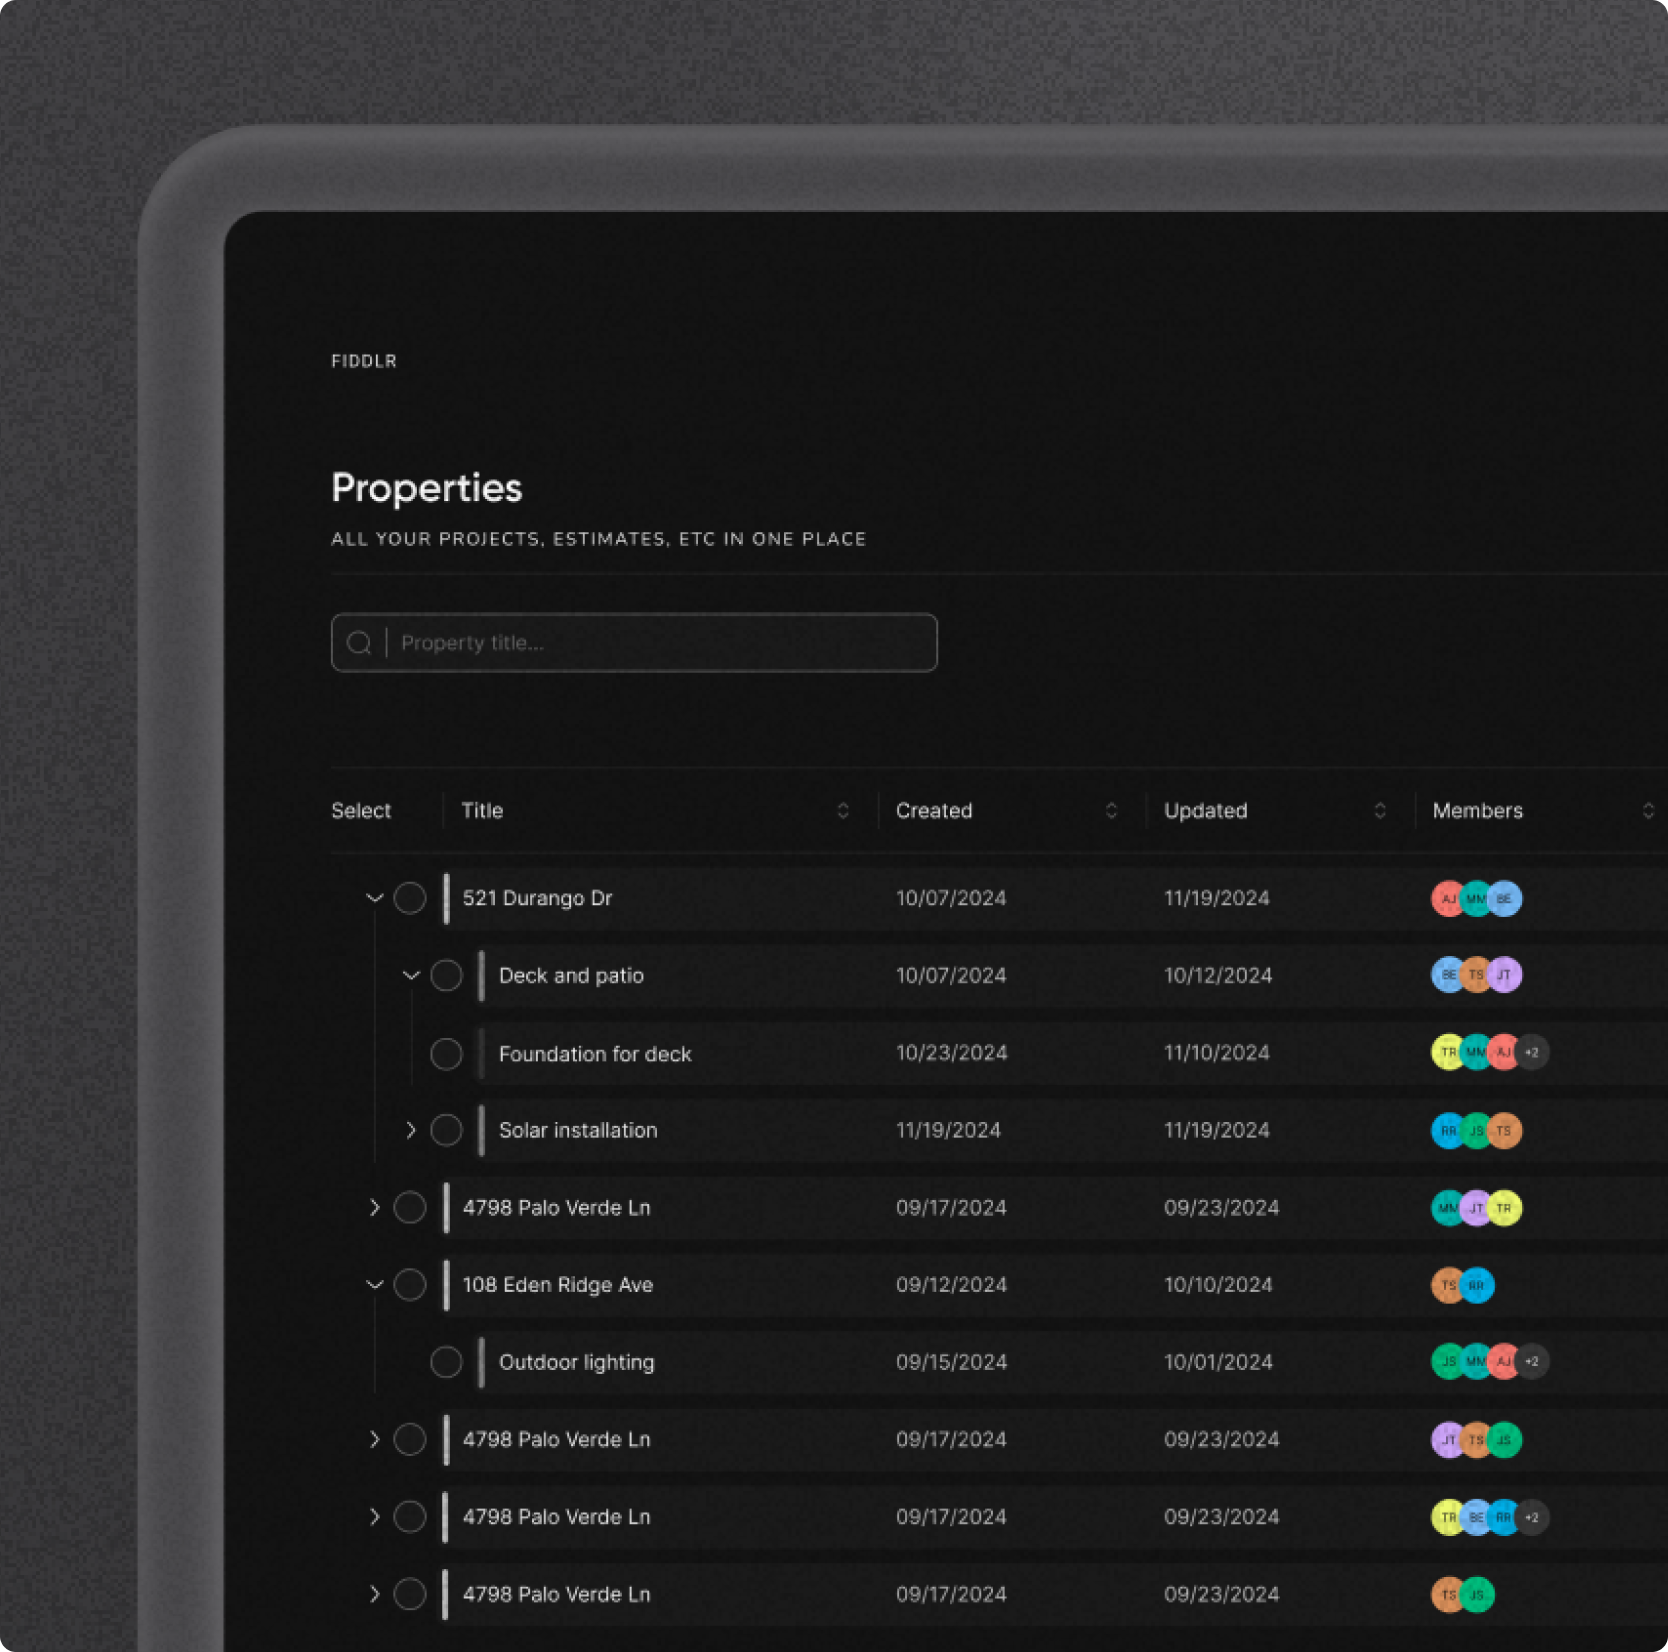 FIDDLR
Properties
ALL YOUR PROJECTS, ESTIMATES, ETC IN ONE PLACE
Property title...
Select Title Created Updated Members
521 Durango Dr 10/07/2024 11/19/2024 AJ MM BE
Deck and patio 10/07/2024 10/12/2024 BE TS JT
Foundation for deck 10/23/2024 11/10/2024 TR MM AJ +2
Solar installation 11/19/2024 11/19/2024 RR JS TS
4798 Palo Verde Ln 09/17/2024 09/23/2024 MM JT TR
108 Eden Ridge Ave 09/12/2024 10/10/2024 TS RR
Outdoor lighting 09/15/2024 10/01/2024 JS MM AJ +2
4798 Palo Verde Ln 09/17/2024 09/23/2024 JT TS JS
4798 Palo Verde Ln 09/17/2024 09/23/2024 TR BE RR +2
4798 Palo Verde Ln 09/17/2024 09/23/2024 TS JS